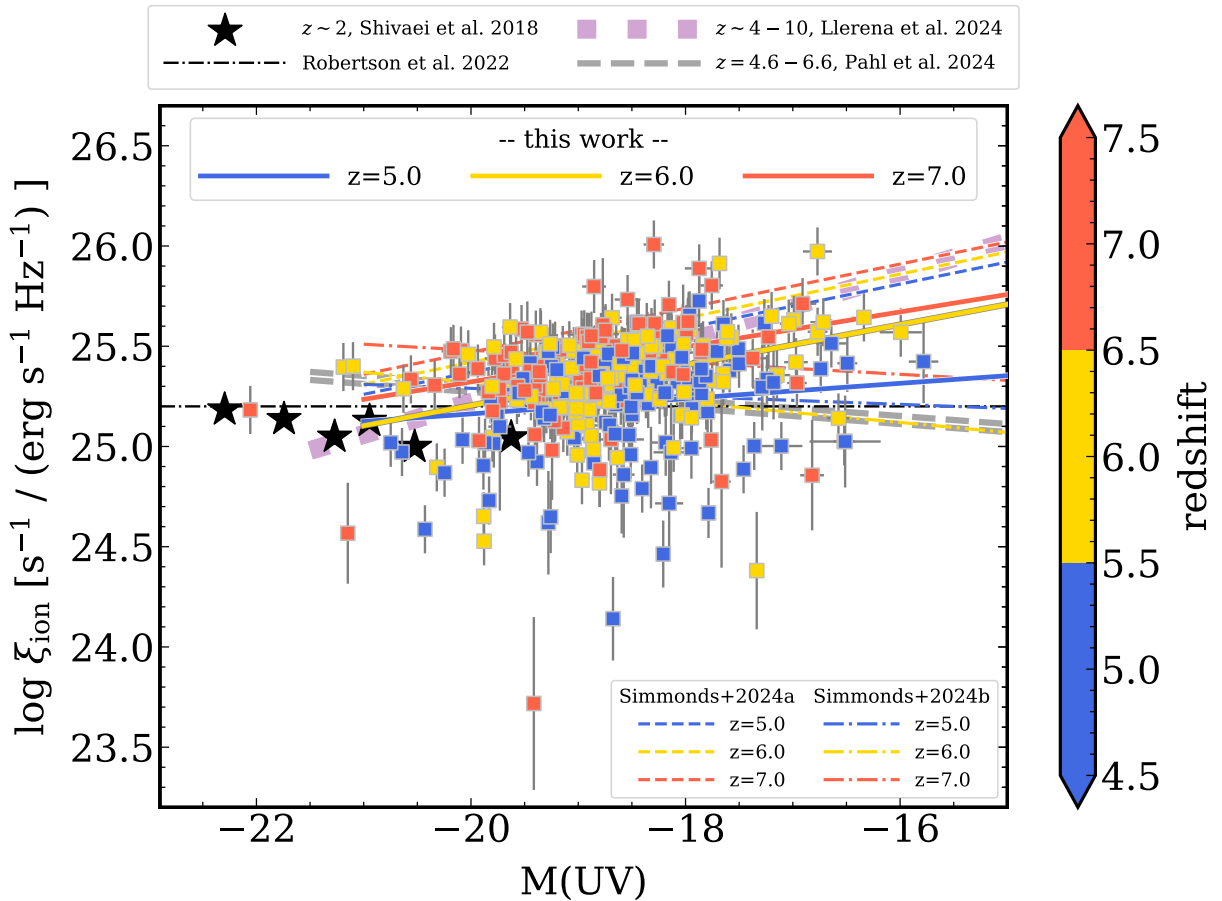 z ~ 2, Shivaei et al. 2018
z ~ 4 − 10, Llerena et al. 2024
Robertson et al. 2022
z = 4.6 − 6.6, Pahl et al. 2024
-- this work --
z=5.0 z=6.0 z=7.0
26.5
26.0
25.5
25.0
24.5
24.0
23.5
log ξion [s−1 / (erg s−1 Hz−1) ]
Simmonds+2024a Simmonds+2024b
z=5.0 z=5.0
z=6.0 z=6.0
z=7.0 z=7.0
−22 −20 −18 −16
M(UV)
7.5
7.0
6.5
6.0
5.5
5.0
4.5
redshift